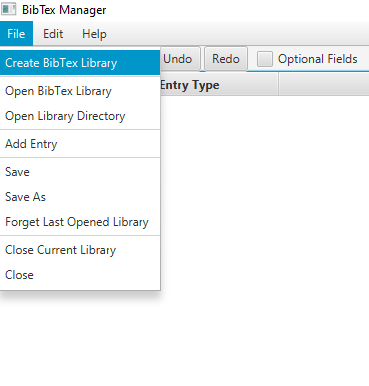 BibTex Manager
File Edit Help
Undo Redo Optional Fields
Entry Type
Create BibTex Library
Open BibTex Library
Open Library Directory
Add Entry
Save
Save As
Forget Last Opened Library
Close Current Library
Close